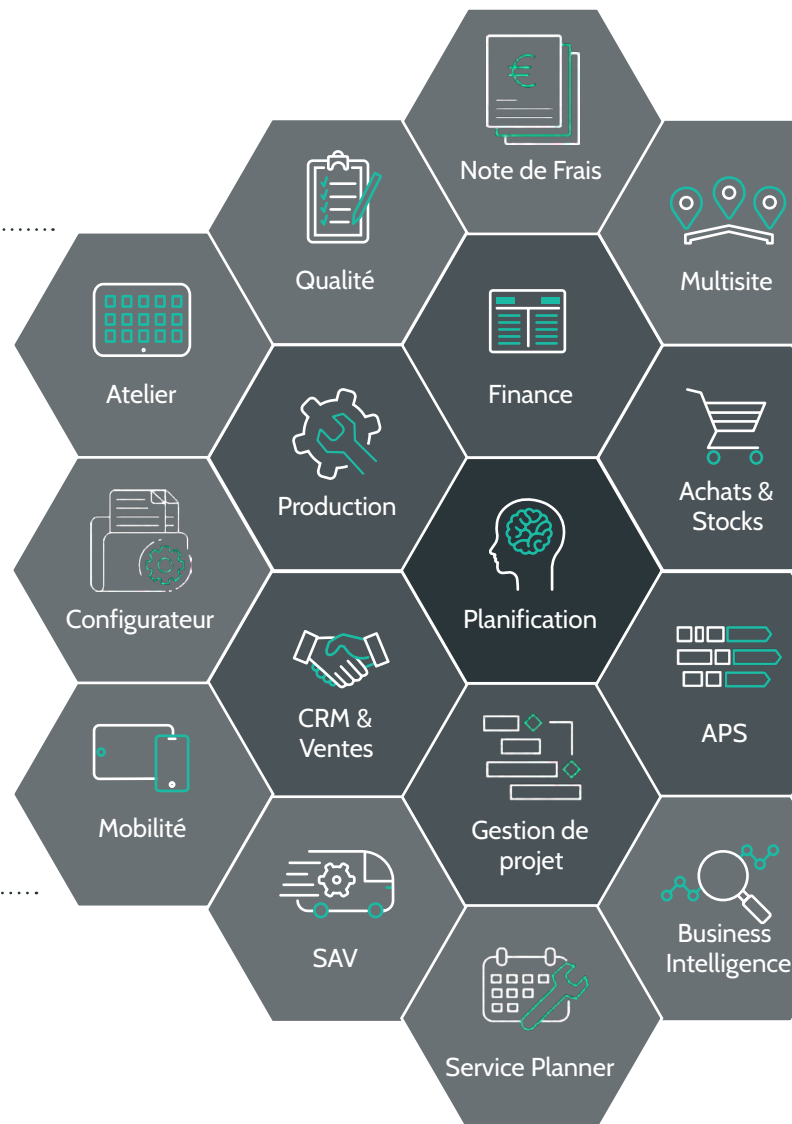 €
Note de Frais
Qualité
Multisite
Atelier
Finance
Production
Achats &
Stocks
Configurateur
Planification
CRM &
Ventes
APS
Mobilité
Gestion de
projet
SAV
Business
Intelligence
Service Planner